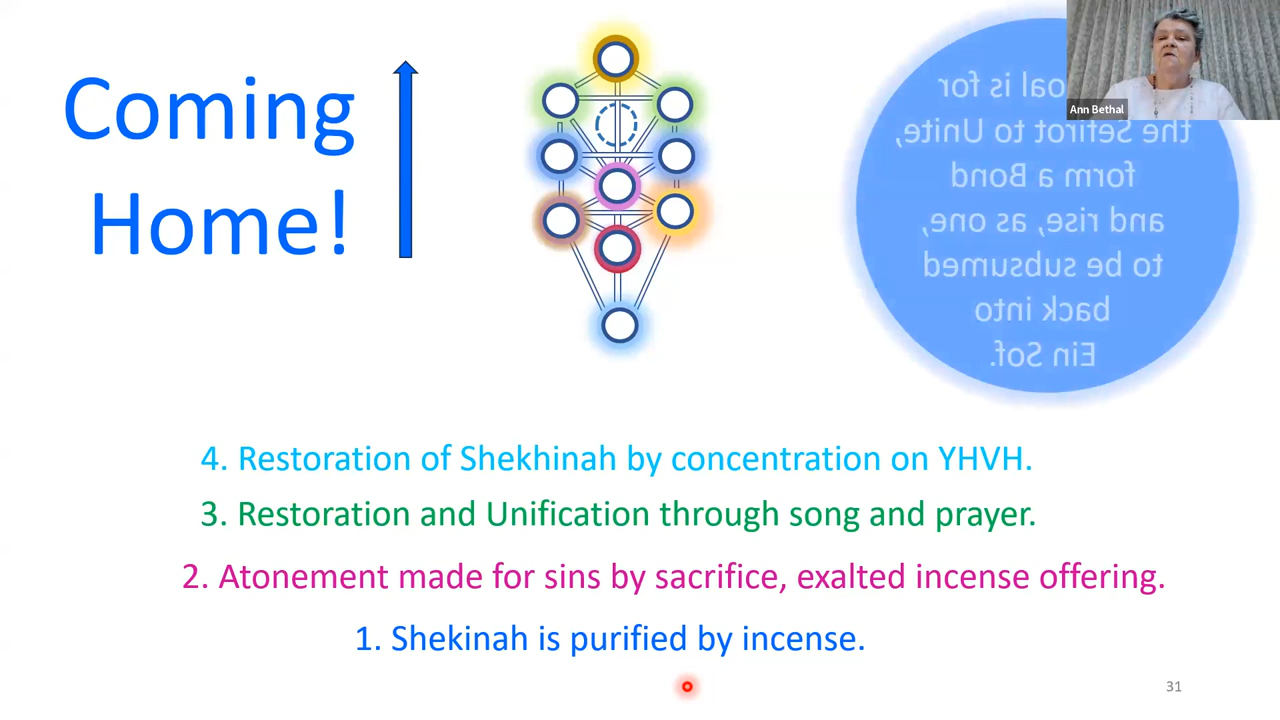 Coming
Home!
oal is for
the Sefirot to Unite,
form a Bond
and rise, as one,
to be subsumed
back into
Ein Sof.
Ann Bethal
4. Restoration of Shekhinah by concentration on YHVH.
3. Restoration and Unification through song and prayer.
2. Atonement made for sins by sacrifice, exalted incense offering.
1. Shekinah is purified by incense.
31